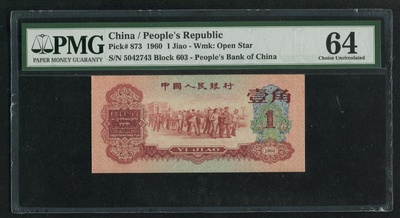 PMG
PAPER MONEY GUARANTY
China / People's Republic
Pick# 873 1960 1 Jiao - Wmk: Open Star
S/N 5042743 Block 603 - People's Bank of China
64
Choice Uncirculated
中國人民银行
壹角
1
1960
YI JIAO